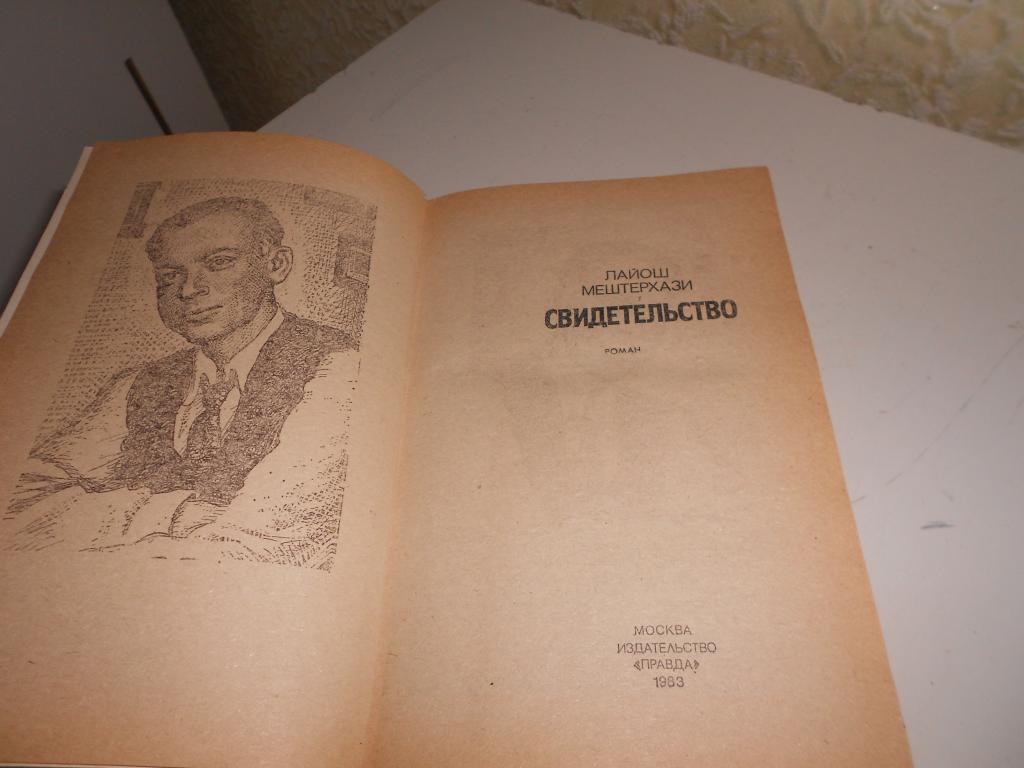 ЛАЙОШ
МЕШТЕРХАЗИ
СВИДЕТЕЛЬСТВО
РОМАН
МОСКВА
ИЗДАТЕЛЬСТВО
«ПРАВДА»
1983